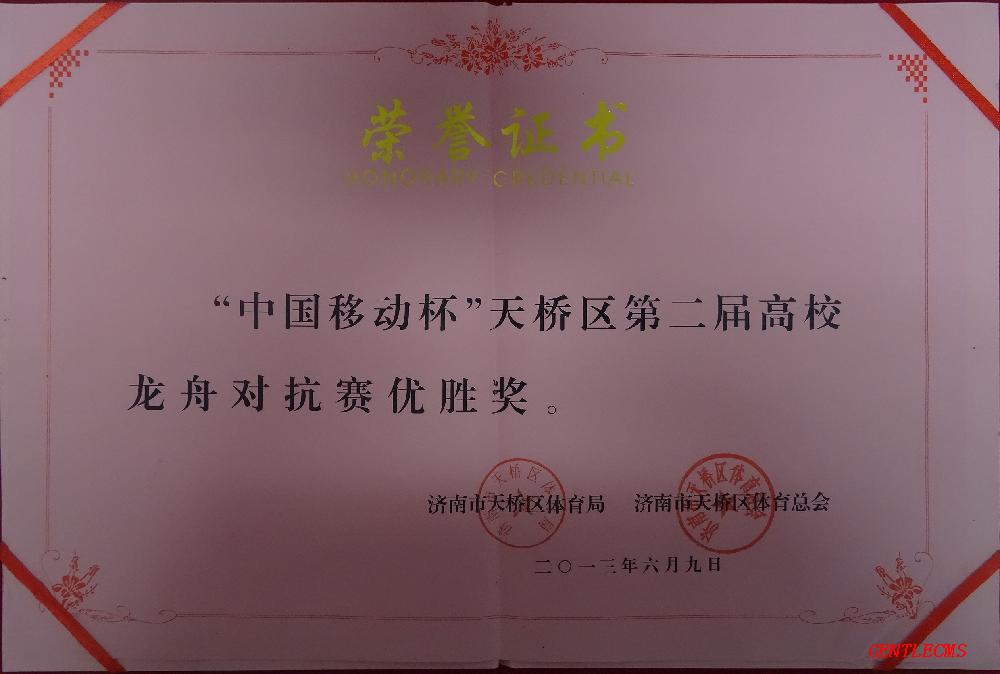 荣誉证书
HONORARY CREDENTIAL
“中国移动杯”天桥区第二届高校
龙舟对抗赛优胜奖。
济南市天桥区体育局 济南市天桥区体育总会
二〇一三年六月九日
GENTLECMS